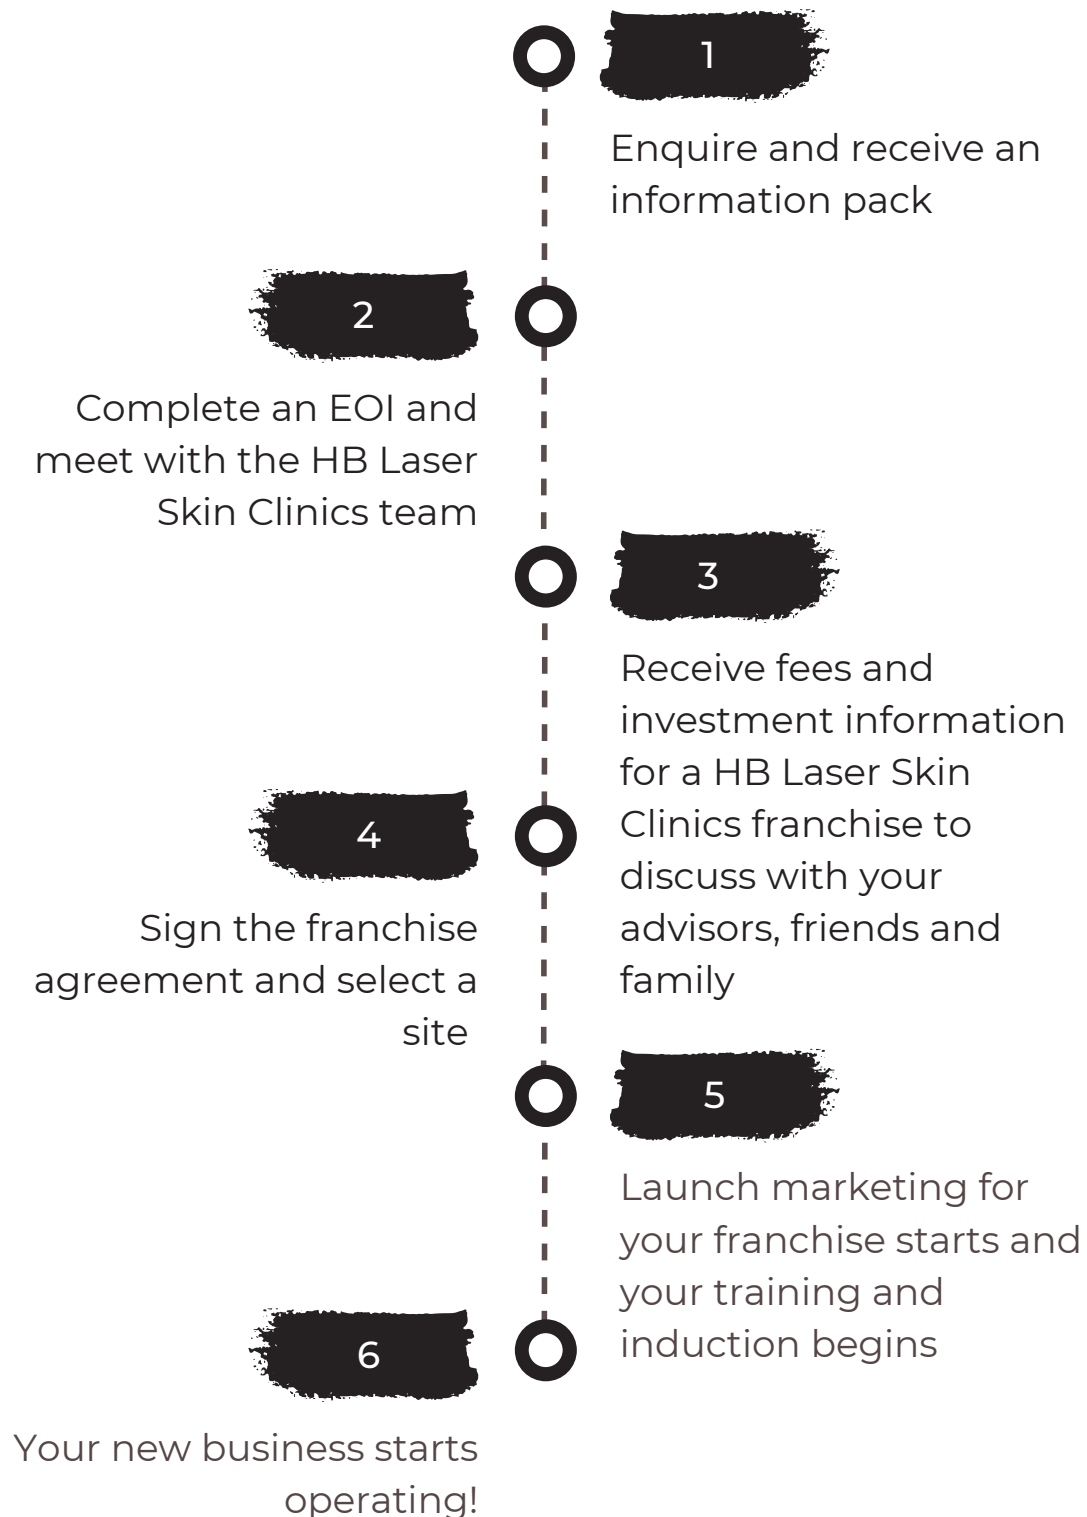 1
Enquire and receive an
information pack
2
Complete an EOI and
meet with the HB Laser
Skin Clinics team
3
Receive fees and
investment information
for a HB Laser Skin
Clinics franchise to
discuss with your
advisors, friends and
family
4
Sign the franchise
agreement and select a
site
5
Launch marketing for
your franchise starts and
your training and
induction begins
6
Your new business starts
operating!